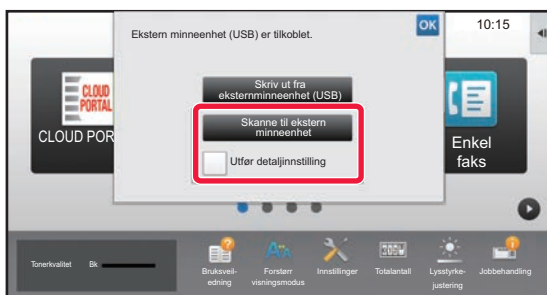 Ekstern minneenhet (USB) er tilkoblet.
OK
10:15
Skriv ut fra
eksternminneenhet (USB)
Skanne til ekstern
minneenhet
Utfør detaljinnstilling
CLOUD
PORTAL
CLOUD POR
Enkel
faks
Tonerkvalitet Bk
Bruksveil-
edning
Forstørr
visningsmodus
Innstillinger
Totalantall
Lysstyrke-
justering
Jobbehandling